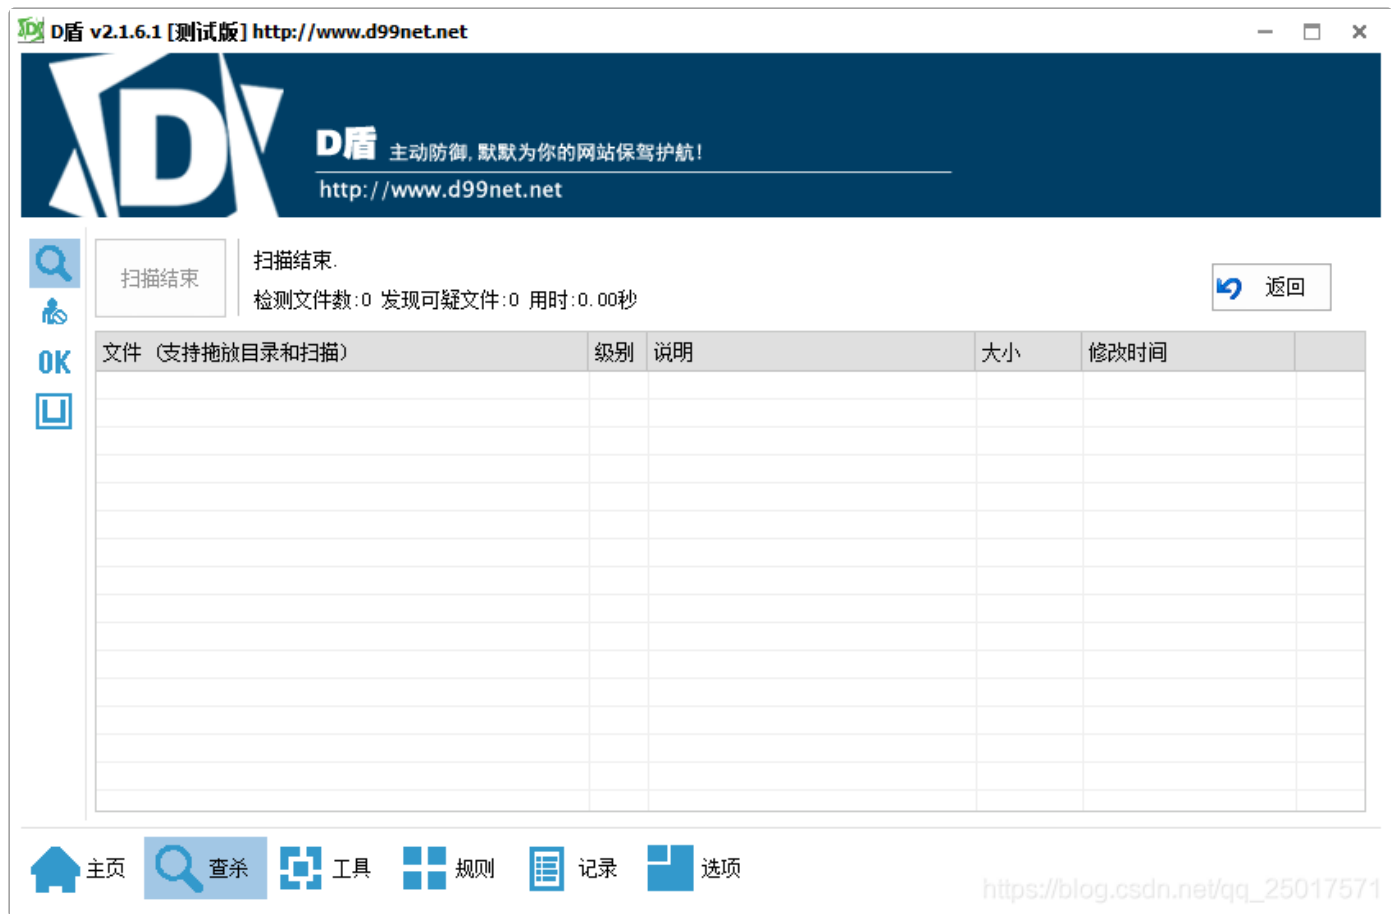 D盾 v2.1.6.1 [测试版] http://www.d99net.net
D盾 主动防御,默默为你的网站保驾护航!
http://www.d99net.net
扫描结束
扫描结束.
检测文件数:0 发现可疑文件:0 用时:0.00秒
返回
OK
文件 (支持拖放目录和扫描) 级别 说明 大小 修改时间
主页 查杀 工具 规则 记录 选项
https://blog.csdn.net/qq_25017571